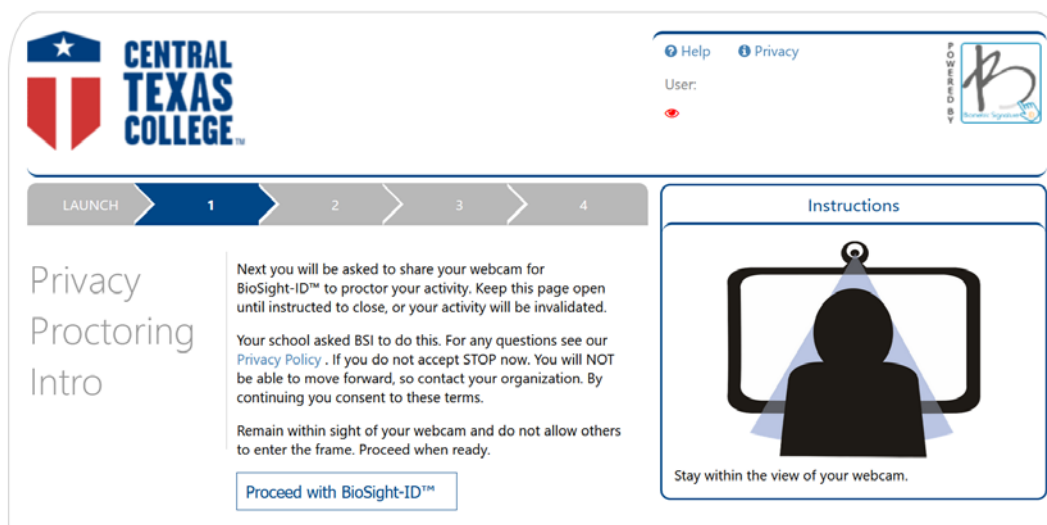 CENTRAL
TEXAS
COLLEGE™
Help Privacy
User:
POWERED BY
Biometric Signature
LAUNCH 1 2 3 4
Privacy
Proctoring
Intro
Next you will be asked to share your webcam for
BioSight-ID™ to proctor your activity. Keep this page open
until instructed to close, or your activity will be invalidated.
Your school asked BSI to do this. For any questions see our
Privacy Policy . If you do not accept STOP now. You will NOT
be able to move forward, so contact your organization. By
continuing you consent to these terms.
Remain within sight of your webcam and do not allow others
to enter the frame. Proceed when ready.
Proceed with BioSight-ID™
Instructions
Stay within the view of your webcam.